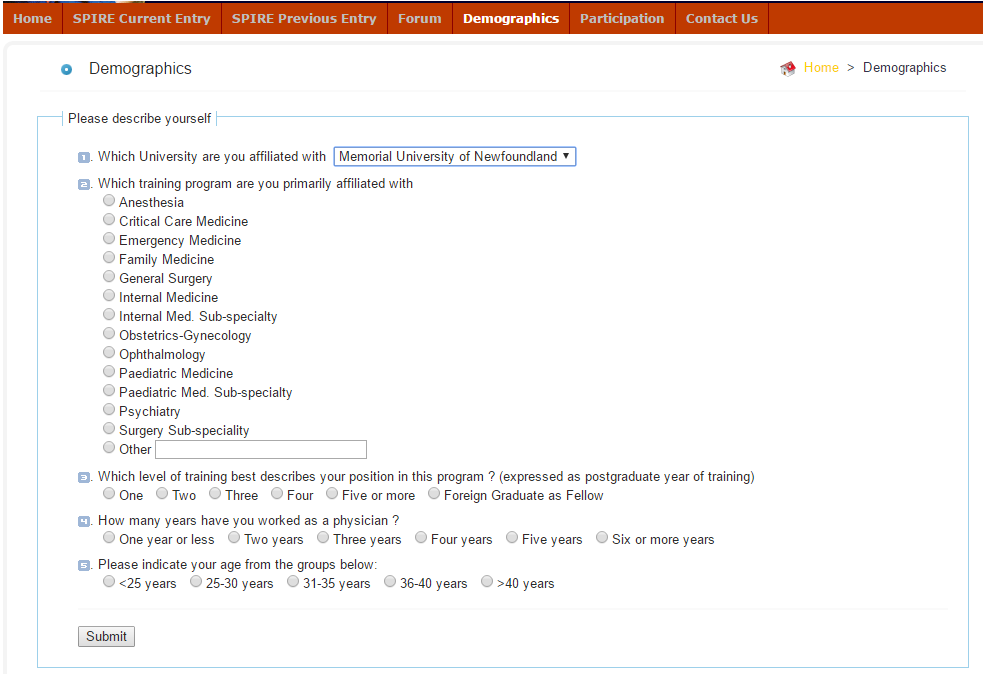 Home SPIRE Current Entry SPIRE Previous Entry Forum Demographics Participation Contact Us
Demographics
Home > Demographics
Please describe yourself
1. Which University are you affiliated with Memorial University of Newfoundland
2. Which training program are you primarily affiliated with
Anesthesia
Critical Care Medicine
Emergency Medicine
Family Medicine
General Surgery
Internal Medicine
Internal Med. Sub-specialty
Obstetrics-Gynecology
Ophthalmology
Paediatric Medicine
Paediatric Med. Sub-specialty
Psychiatry
Surgery Sub-speciality
Other
3. Which level of training best describes your position in this program ? (expressed as postgraduate year of training)
One Two Three Four Five or more Foreign Graduate as Fellow
4. How many years have you worked as a physician ?
One year or less Two years Three years Four years Five years Six or more years
5. Please indicate your age from the groups below:
<25 years 25-30 years 31-35 years 36-40 years >40 years
Submit